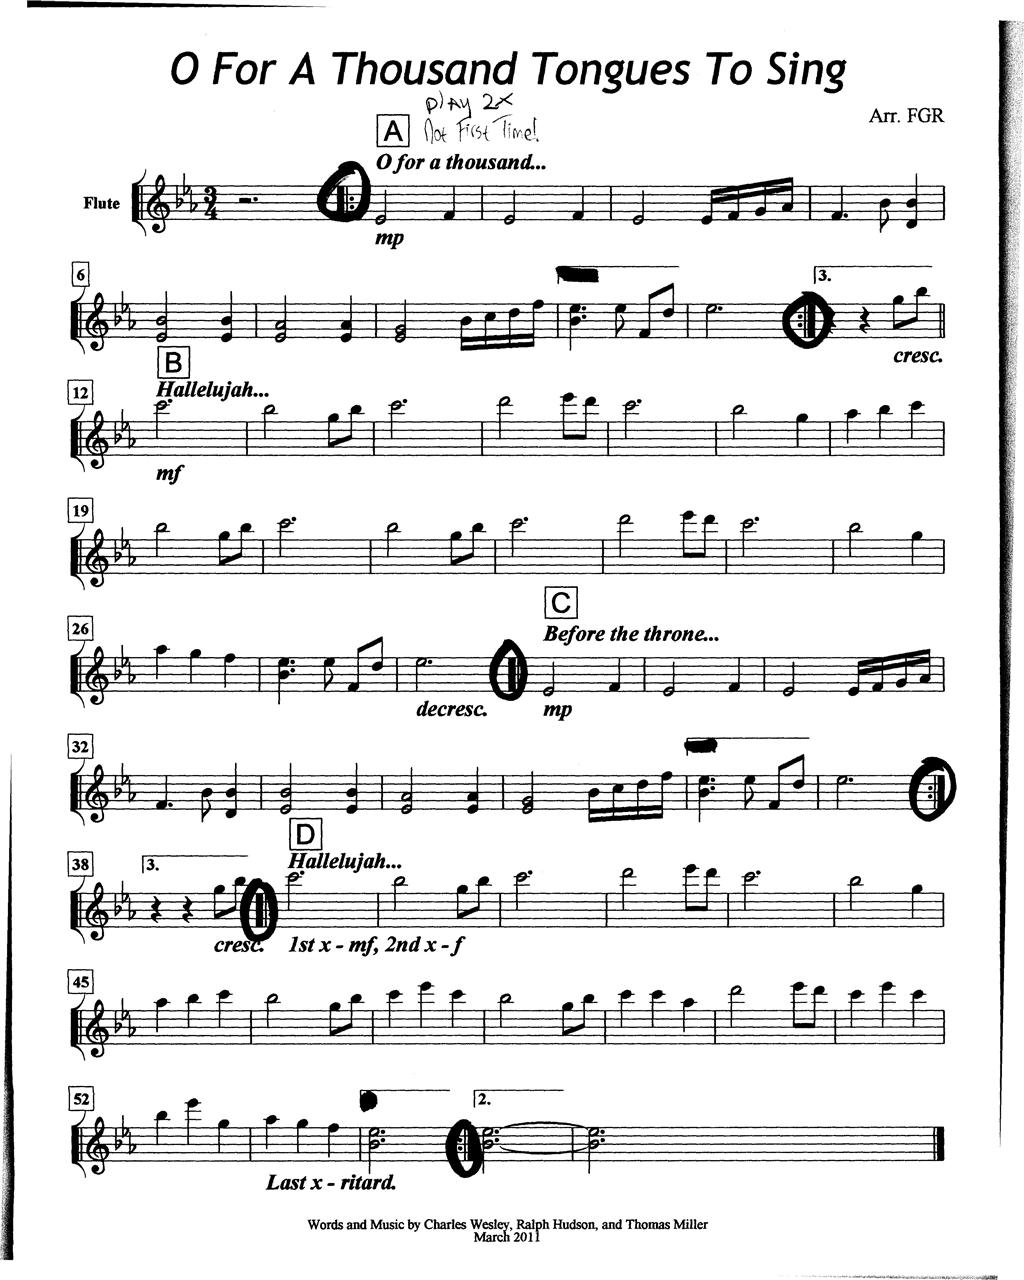 O For A Thousand Tongues To Sing
play 2x
Arr. FGR
A Not First Time!
O for a thousand...
Flute
3
4
mp
6
3.
cresc.
B
12
Hallelujah...
mf
19
C
26
Before the throne...
decresc. mp
32
D
38
3.
Hallelujah...
cresc. 1st x - mf, 2nd x - f
45
52
2.
Last x - ritard.
Words and Music by Charles Wesley, Ralph Hudson, and Thomas Miller
March 2011